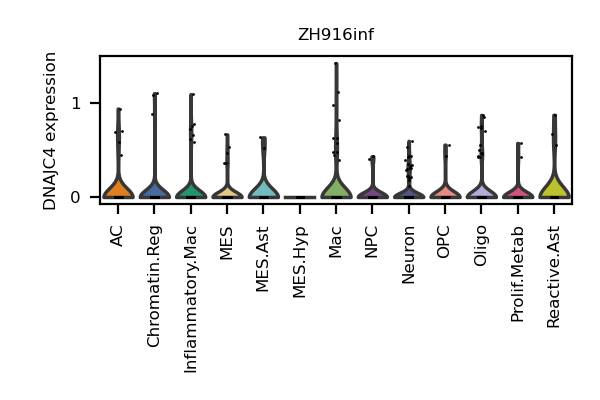 ZH916inf
DNAJC4 expression
1
0
AC
Chromatin.Reg
Inflammatory.Mac
MES
MES.Ast
MES.Hyp
Mac
NPC
Neuron
OPC
Oligo
Prolif.Metab
Reactive.Ast